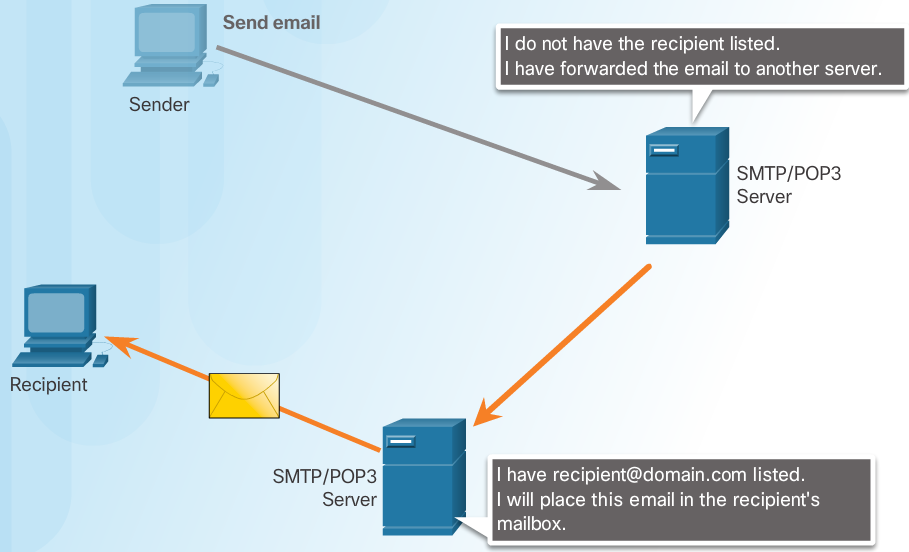 Send email
I do not have the recipient listed.
I have forwarded the email to another server.
Sender
SMTP/POP3
Server
Recipient
SMTP/POP3
Server
I have recipient@domain.com listed.
I will place this email in the recipient's
mailbox.